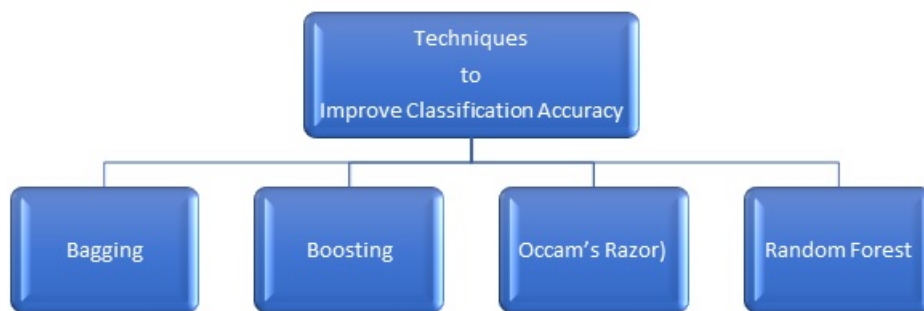 Techniques
to
Improve Classification Accuracy
Bagging
Boosting
Occam's Razor)
Random Forest